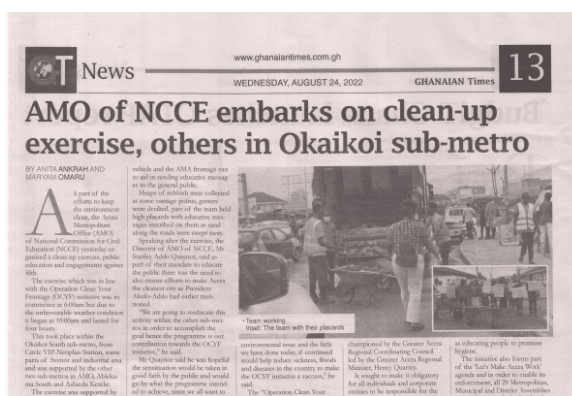 www.ghanaiantimes.com.gh
GT News
WEDNESDAY, AUGUST 24, 2022
GHANAIAN Times
13
AMO of NCCE embarks on clean-up
exercise, others in Okaikoi sub-metro
BY ANITA ANKRAH AND
MARYAM OMARU
As part of the
efforts to keep
the environment
clean, the Accra
Metropolitan
Office (AMO)
of National Commission for Civil
Education (NCCE) yesterday or-
ganised a clean-up exercise, public
education and engagements against
filth.
The exercise which was in line
with the Operation Clean Your
Frontage (OCYF) initiative was to
commence at 6:00am but due to
the unfavourable weather condition
it began at 10:00am and lasted for
four hours.
This took place within the
Okaikoi South sub-metro, from
Circle VIP-Neoplan Station, some
parts of and industrial area
and was supported by the other
two sub-metros in AMO, Ablekuma
South and Ashiedu Keteke.
The exercise was supported by
vehicle and the AMA frontage van
to aid in sending educative messag-
es to the general public.
Heaps of rubbish were collected
at some vantage points, gutters
were desilted, part of the team held
high placards with educative mes-
sages inscribed on them as sand
along the roads were swept away.
Speaking after the exercise, the
Director of AMO of NCCE, Mr
Stanley Addo Quaynor, said as
part of their mandate to educate
the public there was the need to
also ensure efforts to make Accra
the cleanest city as President
Akufo-Addo had earlier men-
tioned.
"We are going to reeducate this
activity within the other sub-met-
ros in order to accomplish the
goal hence the programme is our
contribution towards the OCYF
initiative," he said.
Mr Quaynor said he was hopeful
the sensitisation would be taken in
good faith by the public and would
go by what the programme intend-
ed to achieve, since we all want to
• Team working.
Inset: The team with their placards
environmental issue and the little
we have done today, if continued
would help reduce sickness, floods
and diseases in the country to make
the OCYF initiative a success," he
said.
The "Operation Clean Your
championed by the Greater Accra
Regional Coordinating Council
led by the Greater Accra Regional
Minister, Henry Quartey.
It sought to make it obligatory
for all individuals and corporate
entities to be responsible for the
as educating people to promote
hygiene.
The initiative also forms part
of the 'Let's Make Accra Work'
agenda and in order to enable its
enforcement, all 29 Metropolitan,
Municipal and District Assemblies